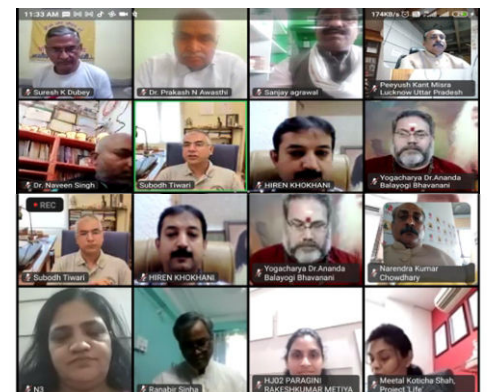 11:33 AM
174KB/s
Suresh K Dubey
Dr. Prakash N Awasthi
Sanjay agrawal
Peeyush Kant Misra
Lucknow Uttar Pradesh
Dr. Naveen Singh
Subodh Tiwari
HIREN KHOKHANI
Yogacharya Dr.Ananda
Balayogi Bhavanani
REC
Subodh Tiwari
HIREN KHOKHANI
Yogacharya Dr.Ananda
Balayogi Bhavanani
Narendra Kumar
Chowdhary
N3
Ranabir Sinha
HJ02 PARAGINI
RAKESHKUMAR METIYA
Meetal Koticha Shah,
Project 'Life'